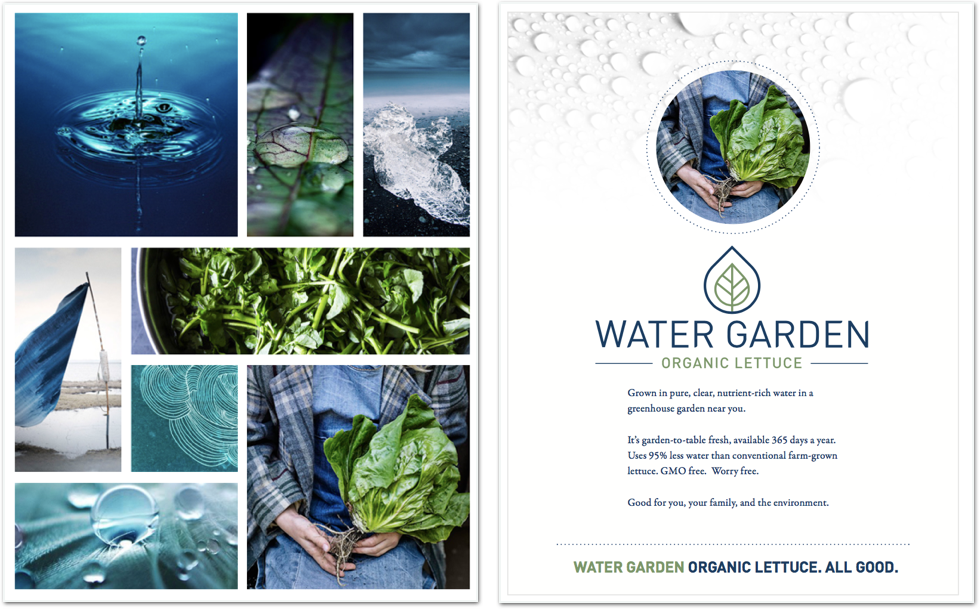 WATER GARDEN
ORGANIC LETTUCE
Grown in pure, clear, nutrient-rich water in a
greenhouse garden near you.
It's garden-to-table fresh, available 365 days a year.
Uses 95% less water than conventional farm-grown
lettuce. GMO free.  Worry free.
Good for you, your family, and the environment.
WATER GARDEN ORGANIC LETTUCE. ALL GOOD.